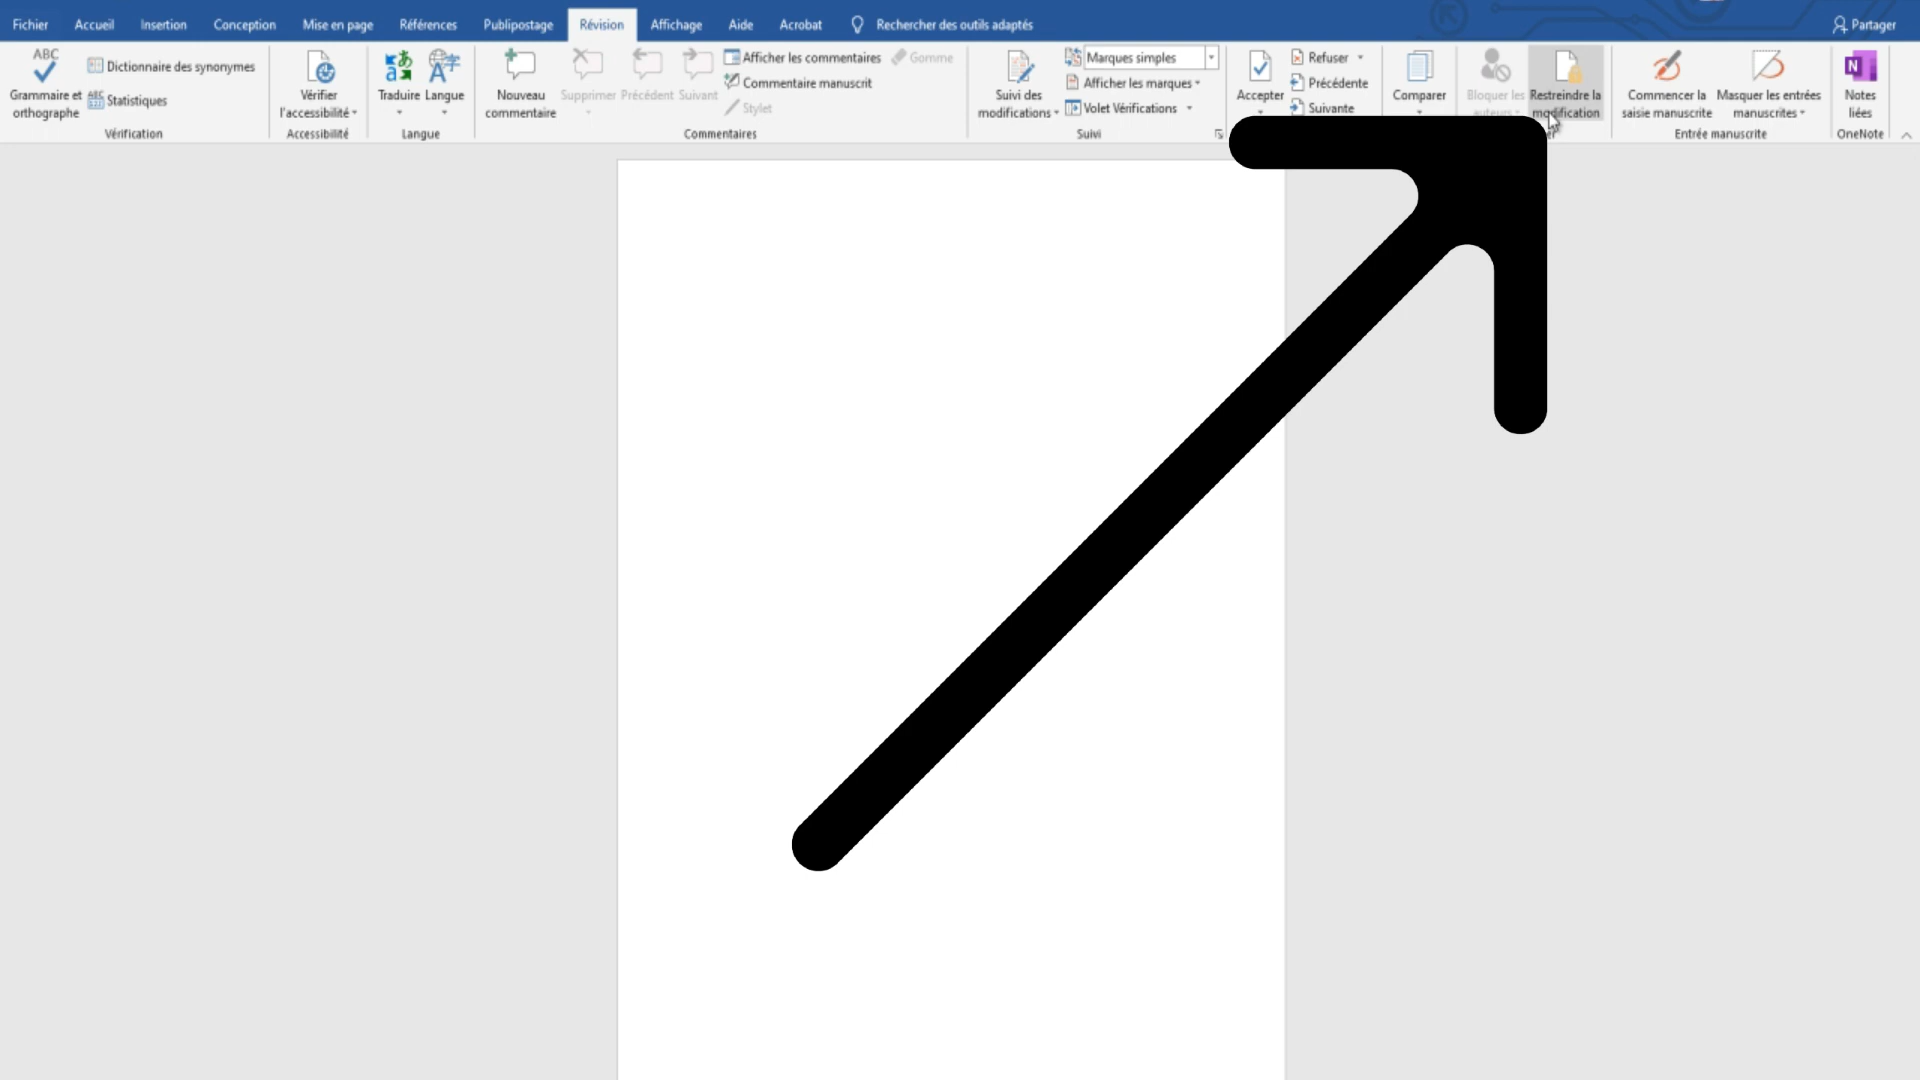 Fichier Accueil Insertion Conception Mise en page Références Publipostage Révision Affichage Aide Acrobat Rechercher des outils adaptés Partager
ABC
Grammaire et
orthographe
Dictionnaire des synonymes
Statistiques
Vérification
Vérifier
l'accessibilité
Accessibilité
Traduire Langue
Langue
Nouveau
commentaire
Supprimer Précédent Suivant
Afficher les commentaires
Commentaire manuscrit
Stylet
Gomme
Commentaires
Suivi des
modifications
Marques simples
Afficher les marques
Volet Vérifications
Suivi
Accepter
Refuser
Précédente
Suivante
Comparer
Bloquer les
auteurs
Restreindre la
modification
Commencer la
saisie manuscrite
Masquer les entrées
manuscrites
Entrée manuscrite
N
Notes
liées
OneNote